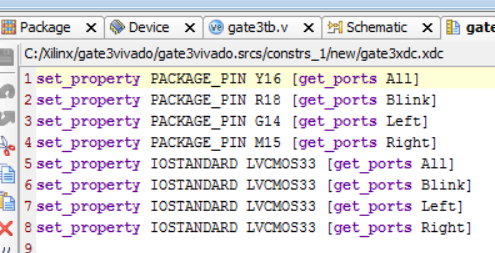 Package Device gate3tb.v Schematic gate
C:/Xilinx/gate3vivado/gate3vivado.srcs/constrs_1/new/gate3xdc.xdc
1 set_property PACKAGE_PIN Y16 [get_ports All]
2 set_property PACKAGE_PIN R18 [get_ports Blink]
3 set_property PACKAGE_PIN G14 [get_ports Left]
4 set_property PACKAGE_PIN M15 [get_ports Right]
5 set_property IOSTANDARD LVCMOS33 [get_ports All]
6 set_property IOSTANDARD LVCMOS33 [get_ports Blink]
7 set_property IOSTANDARD LVCMOS33 [get_ports Left]
8 set_property IOSTANDARD LVCMOS33 [get_ports Right]
9